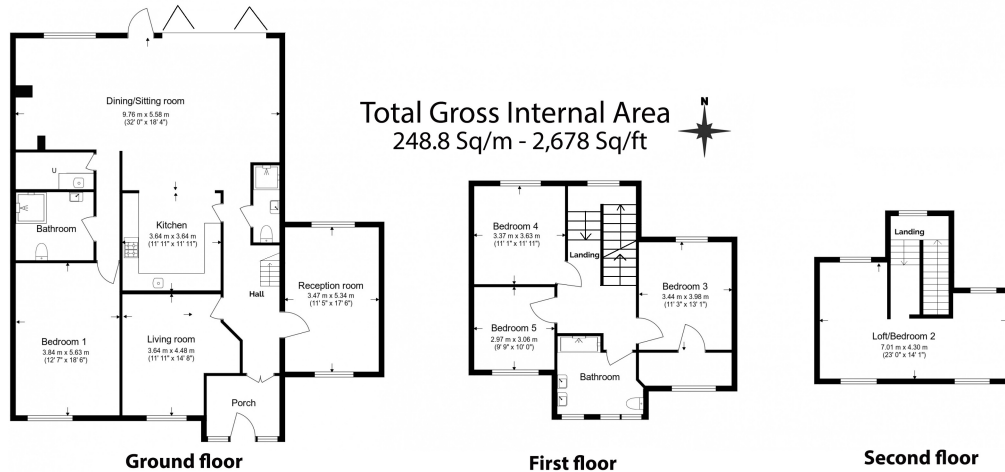 Total Gross Internal Area
248.8 Sq/m - 2,678 Sq/ft
N
Dining/Sitting room
9.76 m x 5.58 m
(32' 0" x 18' 4")
U
Bathroom
Kitchen
3.64 m x 3.64 m
(11' 11" x 11' 11")
Hall
Reception room
3.47 m x 5.34 m
(11' 5" x 17' 6")
Bedroom 1
3.84 m x 5.63 m
(12' 7" x 18' 6")
Living room
3.64 m x 4.48 m
(11' 11" x 14' 8")
Porch
Ground floor
Bedroom 4
3.37 m x 3.63 m
(11' 1" x 11' 11")
Landing
Bedroom 3
3.44 m x 3.98 m
(11' 3" x 13' 1")
Bedroom 5
2.97 m x 3.06 m
(9' 9" x 10' 0")
Bathroom
First floor
Landing
Loft/Bedroom 2
7.01 m x 4.30 m
(23' 0" x 14' 1")
Second floor